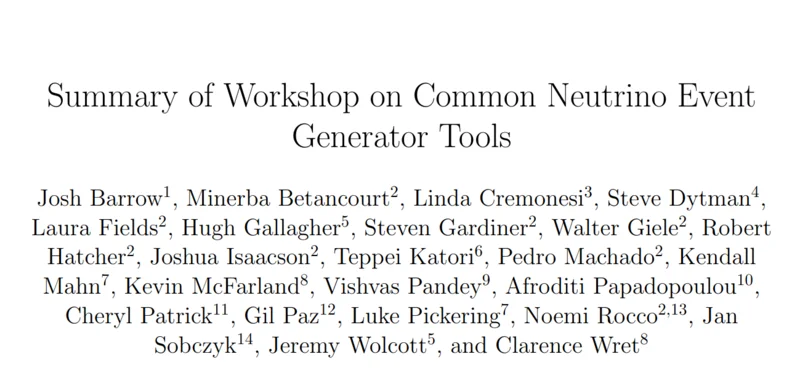 Summary of Workshop on Common Neutrino Event
Generator Tools
Josh Barrow¹, Minerba Betancourt², Linda Cremonesi³, Steve Dytman⁴,
Laura Fields², Hugh Gallagher⁵, Steven Gardiner², Walter Giele², Robert
Hatcher², Joshua Isaacson², Teppei Katori⁶, Pedro Machado², Kendall
Mahn⁷, Kevin McFarland⁸, Vishvas Pandey⁹, Afroditi Papadopoulou¹⁰,
Cheryl Patrick¹¹, Gil Paz¹², Luke Pickering⁷, Noemi Rocco²,¹³, Jan
Sobczyk¹⁴, Jeremy Wolcott⁵, and Clarence Wret⁸